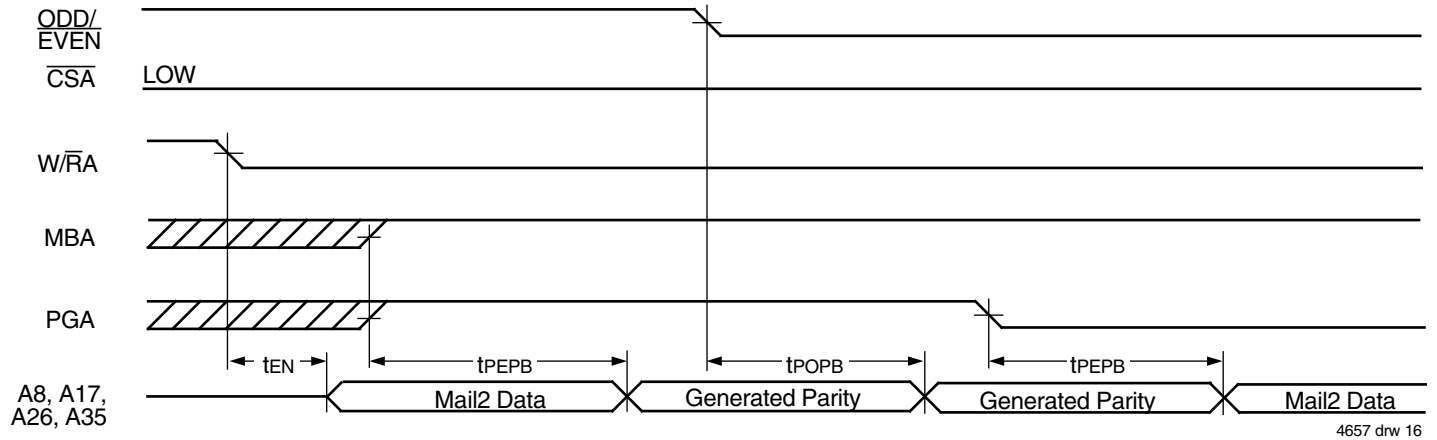 ODD/
EVEN
CSA
LOW
W/RA
MBA
PGA
tEN
tPEPB
tPOPB
tPEPB
A8, A17,
A26, A35
Mail2 Data
Generated Parity
Generated Parity
Mail2 Data
4657 drw 16